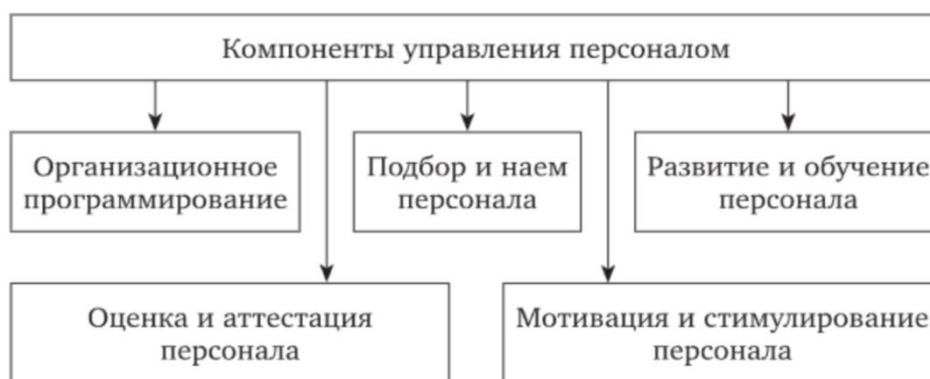 Компоненты управления персоналом
Организационное
программирование
Подбор и наем
персонала
Развитие и обучение
персонала
Оценка и аттестация
персонала
Мотивация и стимулирование
персонала